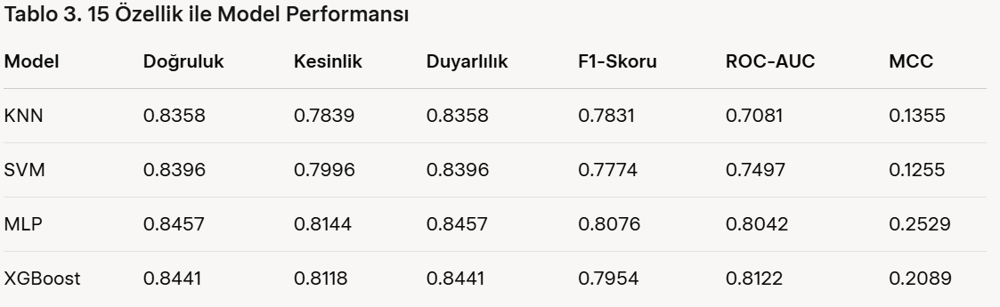 Tablo 3. 15 Özellik ile Model Performansı
Model Doğruluk Kesinlik Duyarlılık F1-Skoru ROC-AUC MCC
KNN 0.8358 0.7839 0.8358 0.7831 0.7081 0.1355
SVM 0.8396 0.7996 0.8396 0.7774 0.7497 0.1255
MLP 0.8457 0.8144 0.8457 0.8076 0.8042 0.2529
XGBoost 0.8441 0.8118 0.8441 0.7954 0.8122 0.2089